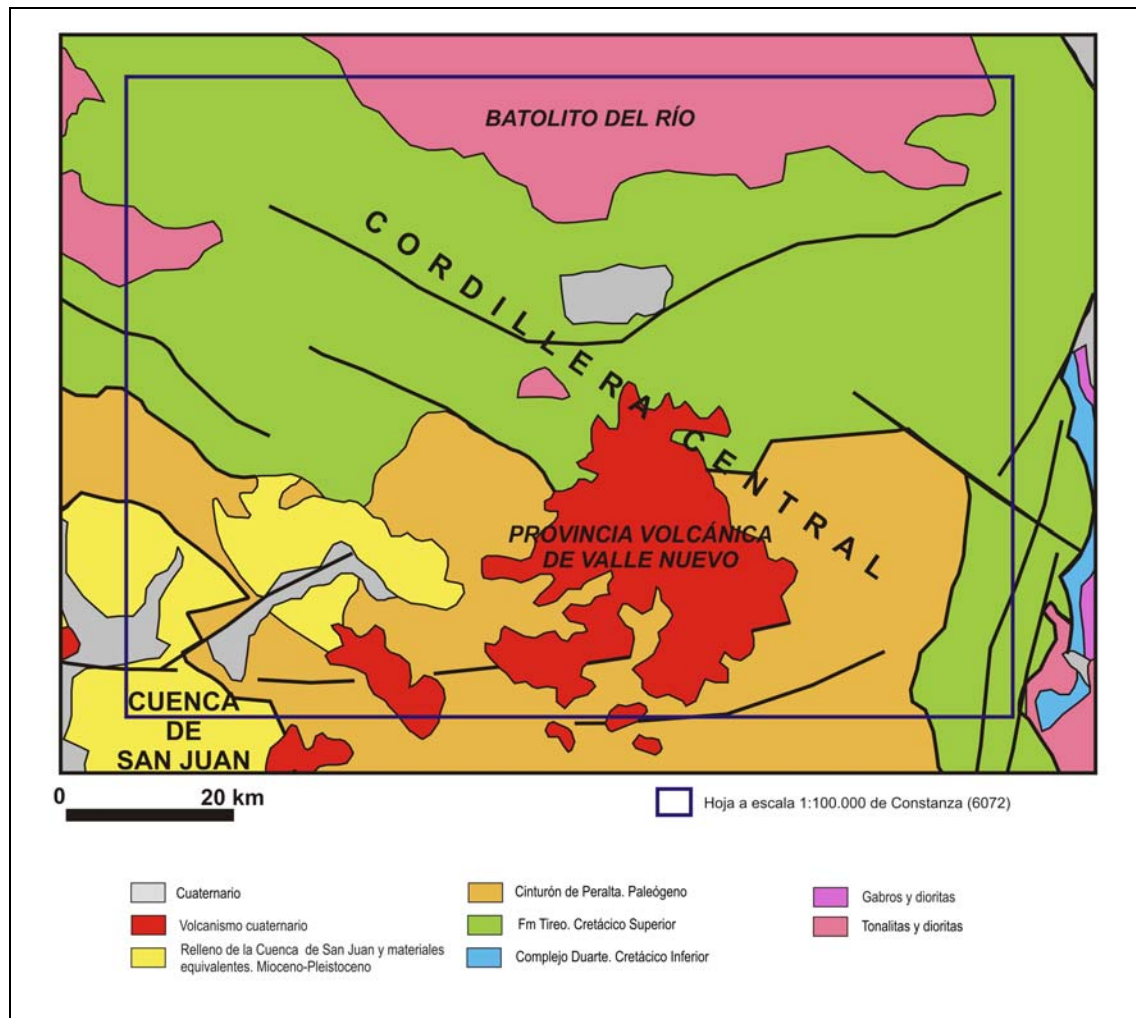 BATOLITO DEL RÍO
CORDILLERA CENTRAL
PROVINCIA VOLCÁNICA
DE VALLE NUEVO
CUENCA
DE
SAN JUAN
0 20 km
Hoja a escala 1:100.000 de Constanza (6072)
Cuaternario
Volcanismo cuaternario
Relleno de la Cuenca de San Juan y materiales
equivalentes. Mioceno-Pleistoceno
Cinturón de Peralta. Paleógeno
Fm Tireo. Cretácico Superior
Complejo Duarte. Cretácico Inferior
Gabros y dioritas
Tonalitas y dioritas